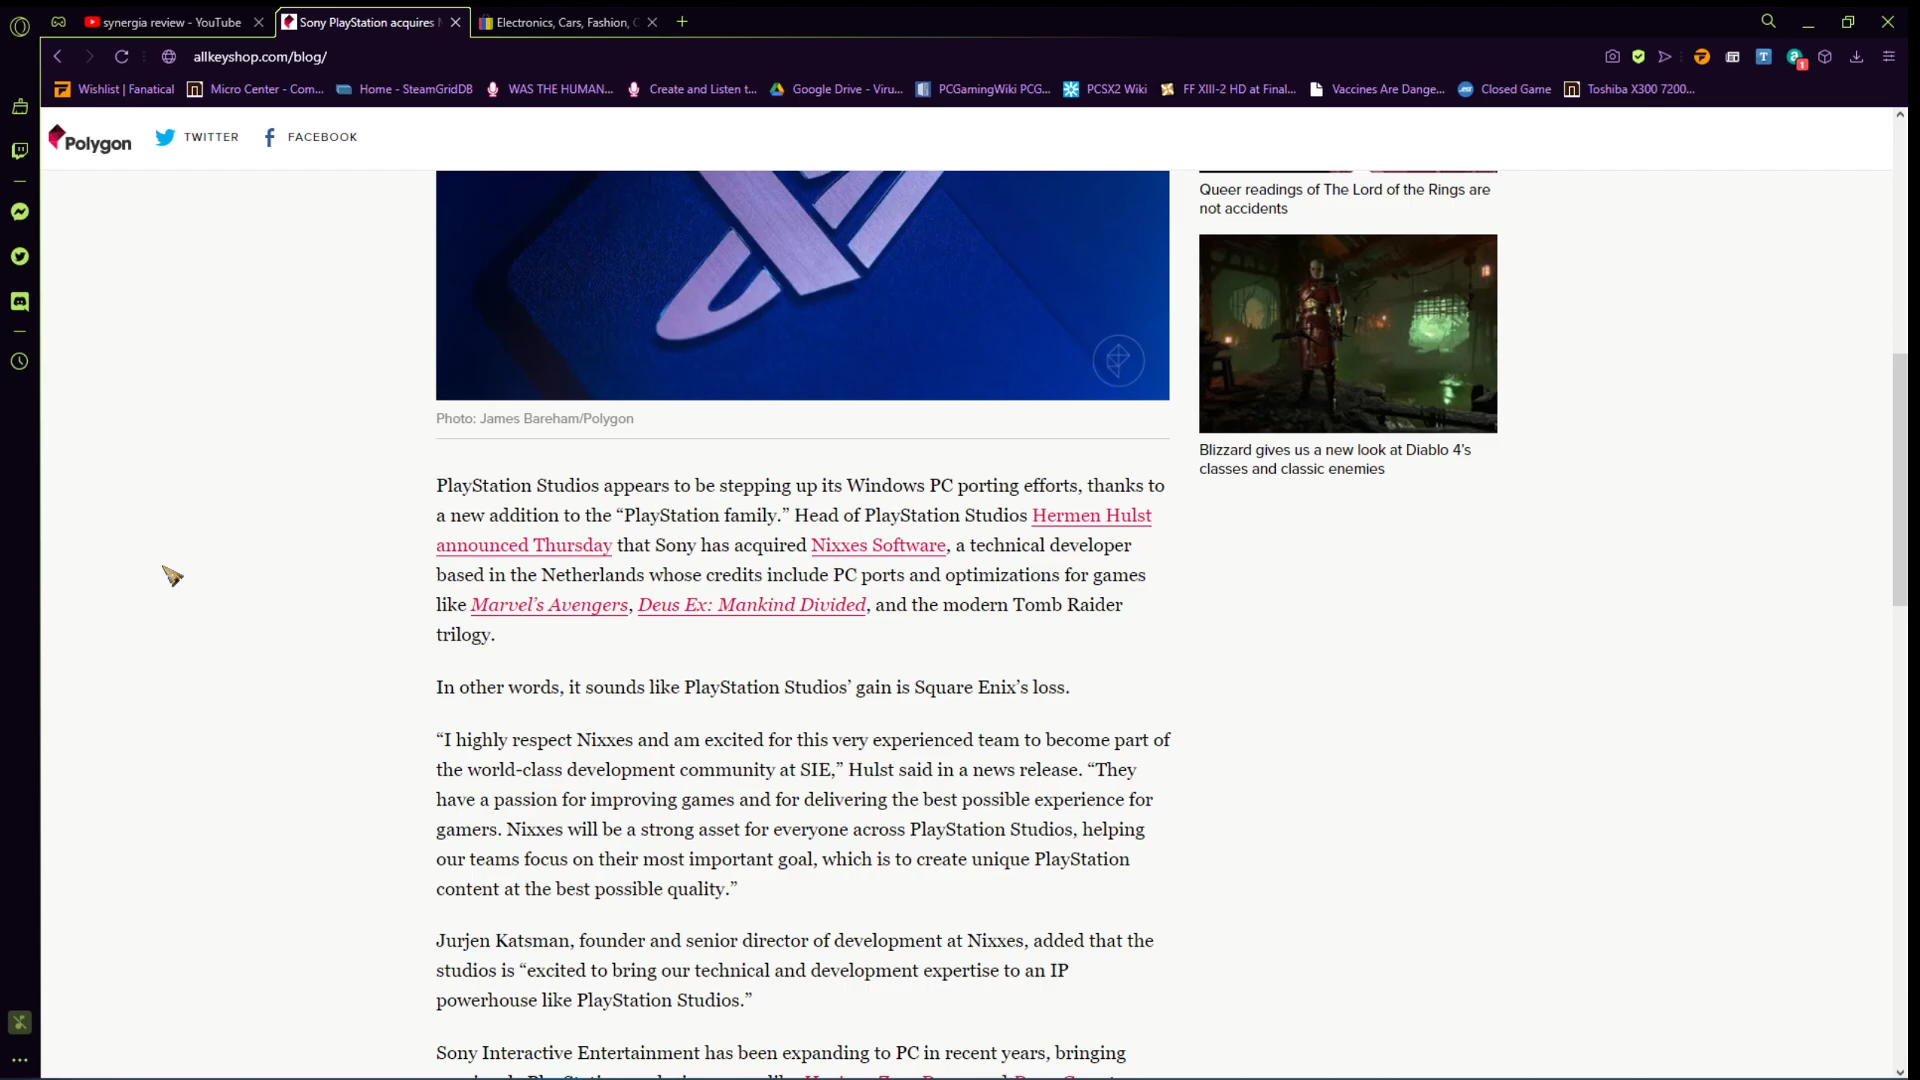 synergia review - YouTube
Sony PlayStation acquires
Electronics, Cars, Fashion, C
allkeyshop.com/blog/
1
Wishlist | Fanatical
Micro Center - Com...
Home - SteamGridDB
WAS THE HUMAN...
Create and Listen t...
Google Drive - Viru...
PCGamingWiki PCG...
PCSX2 Wiki
FF XIII-2 HD at Final...
Vaccines Are Dange...
Closed Game
Toshiba X300 7200...
Polygon
TWITTER
FACEBOOK
Queer readings of The Lord of the Rings are
not accidents
Photo: James Bareham/Polygon
Blizzard gives us a new look at Diablo 4's
classes and classic enemies
PlayStation Studios appears to be stepping up its Windows PC porting efforts, thanks to
a new addition to the “PlayStation family.” Head of PlayStation Studios Hermen Hulst
announced Thursday that Sony has acquired Nixxes Software, a technical developer
based in the Netherlands whose credits include PC ports and optimizations for games
like Marvel’s Avengers, Deus Ex: Mankind Divided, and the modern Tomb Raider
trilogy.
In other words, it sounds like PlayStation Studios’ gain is Square Enix’s loss.
“I highly respect Nixxes and am excited for this very experienced team to become part of
the world-class development community at SIE,” Hulst said in a news release. “They
have a passion for improving games and for delivering the best possible experience for
gamers. Nixxes will be a strong asset for everyone across PlayStation Studios, helping
our teams focus on their most important goal, which is to create unique PlayStation
content at the best possible quality.”
Jurjen Katsman, founder and senior director of development at Nixxes, added that the
studios is “excited to bring our technical and development expertise to an IP
powerhouse like PlayStation Studios.”
Sony Interactive Entertainment has been expanding to PC in recent years, bringing